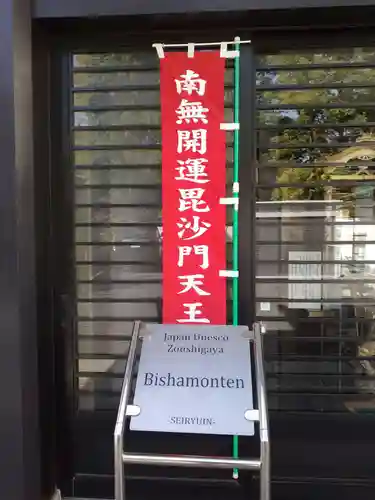 南無開運毘沙門天王
Japan Unesco
Zoushigaya
Bishamonten
-SEIRYUIN-